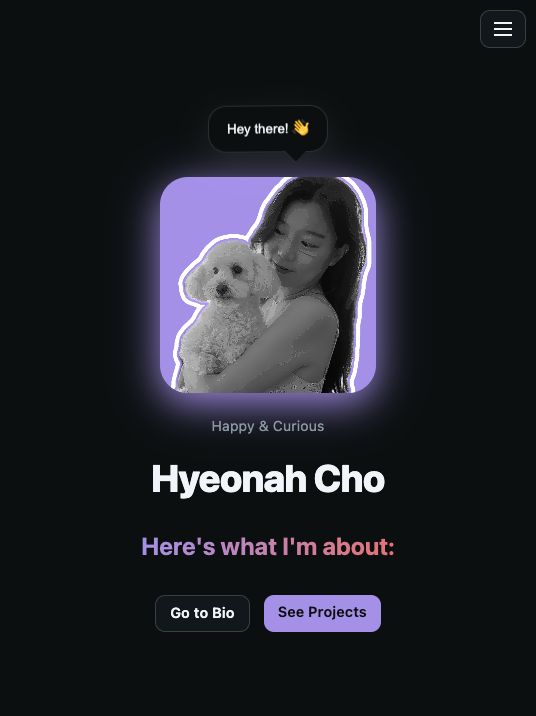 Hey there! 👋
Happy & Curious
Hyeonah Cho
Here's what I'm about:
Go to Bio
See Projects